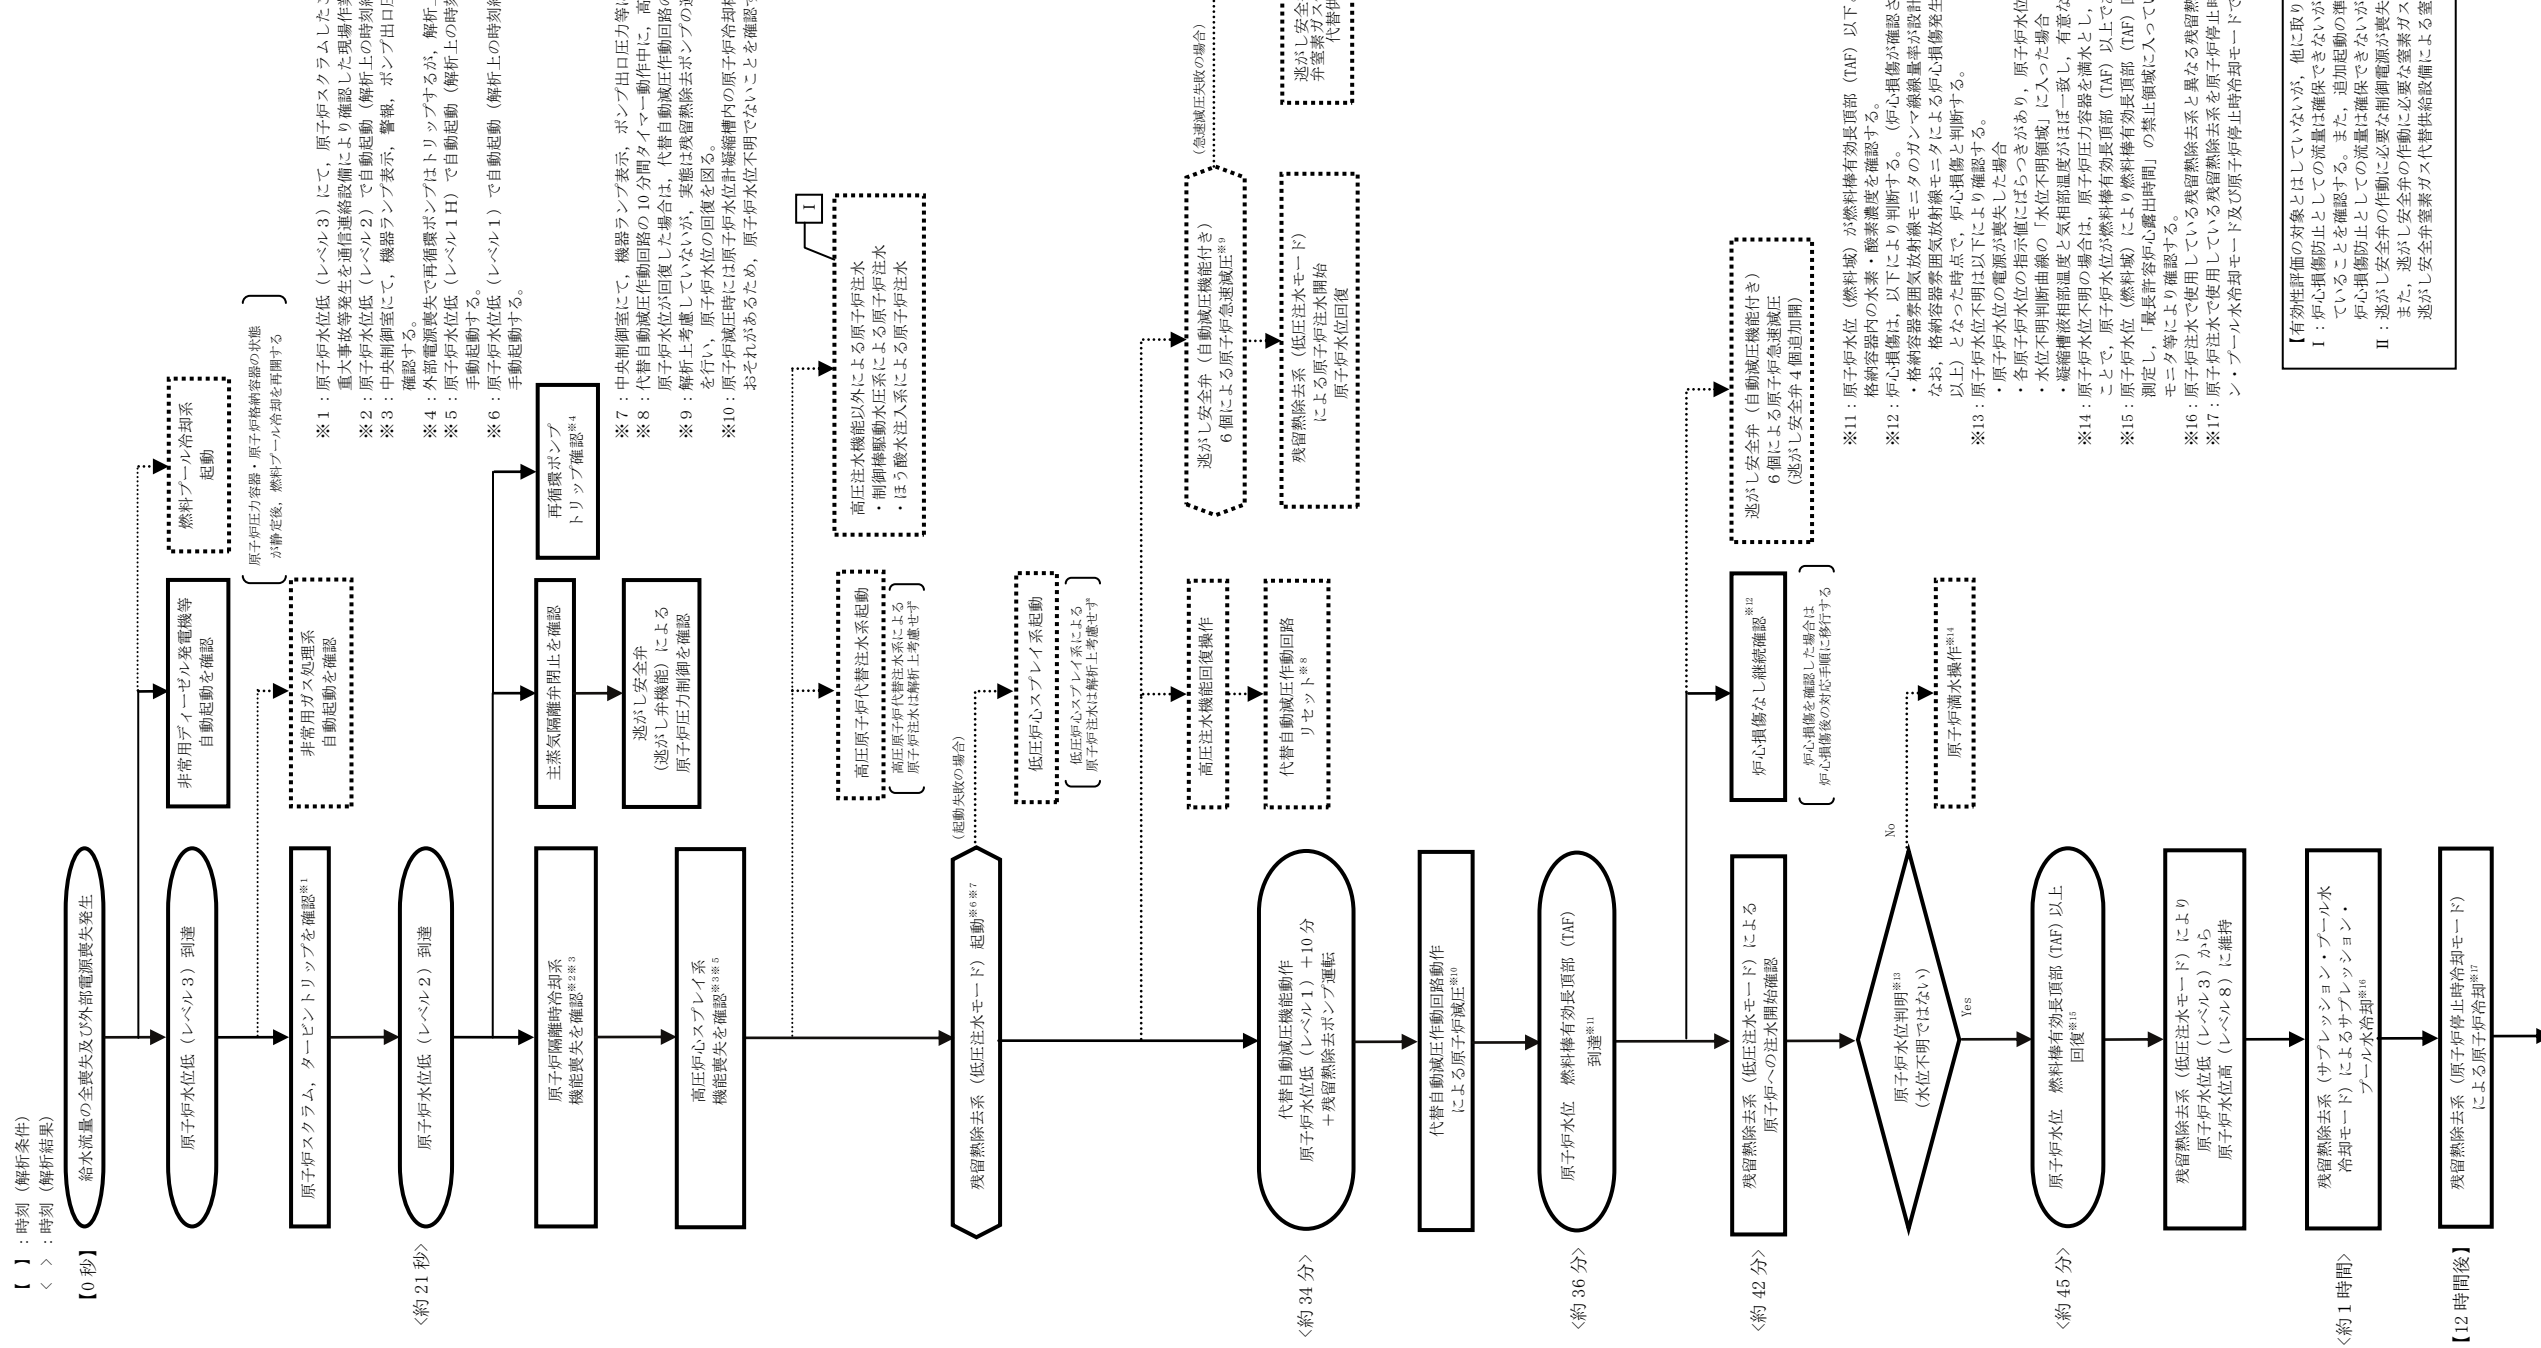 【　】：時刻（解析条件）
＜　＞：時刻（解析結果）
【0 秒】
給水流量の全喪失及び外部電源喪失発生
原子炉水位低（レベル３）到達
非常用ディーゼル発電機等
自動起動を確認
燃料プール冷却系
起動
原子炉圧力容器・原子炉格納容器の状態
が静定後，燃料プール冷却を再開する
原子炉スクラム，タービントリップを確認※1
非常用ガス処理系
自動起動を確認
＜約 21 秒＞
原子炉水位低（レベル２）到達
原子炉隔離時冷却系
機能喪失を確認※2※3
主蒸気隔離弁閉止を確認
再循環ポンプ
トリップ確認※4
逃がし安全弁
（逃がし弁機能）による
原子炉圧力制御を確認
高圧炉心スプレイ系
機能喪失を確認※3※5
高圧原子炉代替注水系起動
高圧原子炉代替注水系による
原子炉注水は解析上考慮せず
Ⅰ
高圧注水機能以外による原子炉注水
・制御棒駆動水圧系による原子炉注水
・ほう酸水注入系による原子炉注水
残留熱除去系（低圧注水モード）起動※6※7
（起動失敗の場合）
低圧炉心スプレイ系起動
低圧炉心スプレイ系による
原子炉注水は解析上考慮せず
高圧注水機能回復操作
代替自動減圧作動回路
リセット※8
逃がし安全弁（自動減圧機能付き）
６個による原子炉急速減圧※9
（急速減圧失敗の場合）
逃がし安全
弁窒素ガス
代替供
残留熱除去系（低圧注水モード）
による原子炉注水開始
原子炉水位回復
＜約 34 分＞
代替自動減圧機能動作
原子炉水位低（レベル１）＋10 分
＋残留熱除去ポンプ運転
代替自動減圧作動回路動作
による原子炉減圧※10
＜約 36 分＞
原子炉水位　燃料棒有効長頂部（TAF）
到達※11
＜約 42 分＞
残留熱除去系（低圧注水モード）による
原子炉への注水開始確認
炉心損傷なし継続確認※12
炉心損傷を確認した場合は
炉心損傷後の対応手順に移行する
逃がし安全弁（自動減圧機能付き）
６個による原子炉急速減圧
（逃がし安全弁４個追加開）
原子炉水位判明※13
（水位不明ではない）
No
Yes
原子炉満水操作※14
＜約 45 分＞
原子炉水位　燃料棒有効長頂部（TAF）以上
回復※15
残留熱除去系（低圧注水モード）により
原子炉水位低（レベル３）から
原子炉水位高（レベル８）に維持
＜約１時間＞
残留熱除去系（サプレッション・プール水
冷却モード）によるサプレッション・
プール水冷却※16
【12 時間後】
残留熱除去系（原子炉停止時冷却モード）
による原子炉冷却※17
※１：原子炉水位低（レベル３）にて，原子炉スクラムしたこ
重大事故等発生を通信連絡設備により確認した現場作業
※２：原子炉水位低（レベル２）で自動起動（解析上の時刻経
※３：中央制御室にて，機器ランプ表示，警報，ポンプ出口圧
確認する。
※４：外部電源喪失で再循環ポンプはトリップするが，解析上
※５：原子炉水位低（レベル１H）で自動起動（解析上の時刻
手動起動する。
※６：原子炉水位低（レベル１）で自動起動（解析上の時刻経
手動起動する。
※７：中央制御室にて，機器ランプ表示，ポンプ出口圧力等に
※８：代替自動減圧作動回路の 10 分間タイマー動作中に，高
原子炉水位が回復した場合は，代替自動減圧作動回路の
※９：解析上考慮していないが，実態は残留熱除去ポンプの運
を行い，原子炉水位の回復を図る。
※10：原子炉減圧時には原子炉水位計凝縮槽内の原子炉冷却材
おそれがあるため，原子炉水位不明でないことを確認す
※11：原子炉水位（燃料域）が燃料棒有効長頂部（TAF）以下
格納容器内の水素・酸素濃度を確認する。
※12：炉心損傷は，以下により判断する。（炉心損傷が確認さ
・格納容器雰囲気放射線モニタのガンマ線線量率が設計
なお，格納容器雰囲気放射線モニタによる炉心損傷発生
以上）となった時点で，炉心損傷と判断する。
※13：原子炉水位不明は以下により確認する。
・原子炉水位の電源が喪失した場合
・各原子炉水位の指示値にばらつきがあり，原子炉水位
・水位不明判断曲線の「水位不明領域」に入った場合
・凝縮槽液相部温度と気相部温度がほぼ一致し，有意な
※14：原子炉水位不明の場合は，原子炉圧力容器を満水とし，
ことで，原子炉水位が燃料棒有効長頂部（TAF）以上で
※15：原子炉水位（燃料域）により燃料棒有効長頂部（TAF）回
測定し，「最長許容炉心露出時間」の禁止領域に入ってい
モニタ等により確認する。
※16：原子炉注水で使用している残留熱除去系と異なる残留熱
※17：原子炉注水で使用している残留熱除去系を原子炉停止時
ン・プール水冷却モード及び原子炉停止時冷却モードで
【有効性評価の対象とはしていないが，他に取り
Ⅰ：炉心損傷防止としての流量は確保できないが
ていることを確認する。また，追加起動の準
炉心損傷防止としての流量は確保できないが
Ⅱ：逃がし安全弁の作動に必要な制御電源が喪失
また，逃がし安全弁の作動に必要な窒素ガス
逃がし安全弁窒素ガス代替供給設備による窒